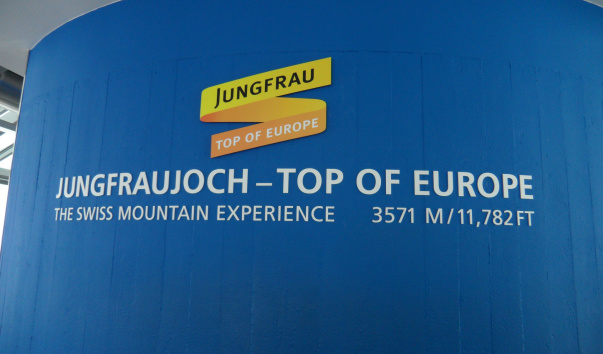 JUNGFRAU
TOP OF EUROPE
JUNGFRAUJOCH – TOP OF EUROPE
THE SWISS MOUNTAIN EXPERIENCE 3571 M/11,782 FT